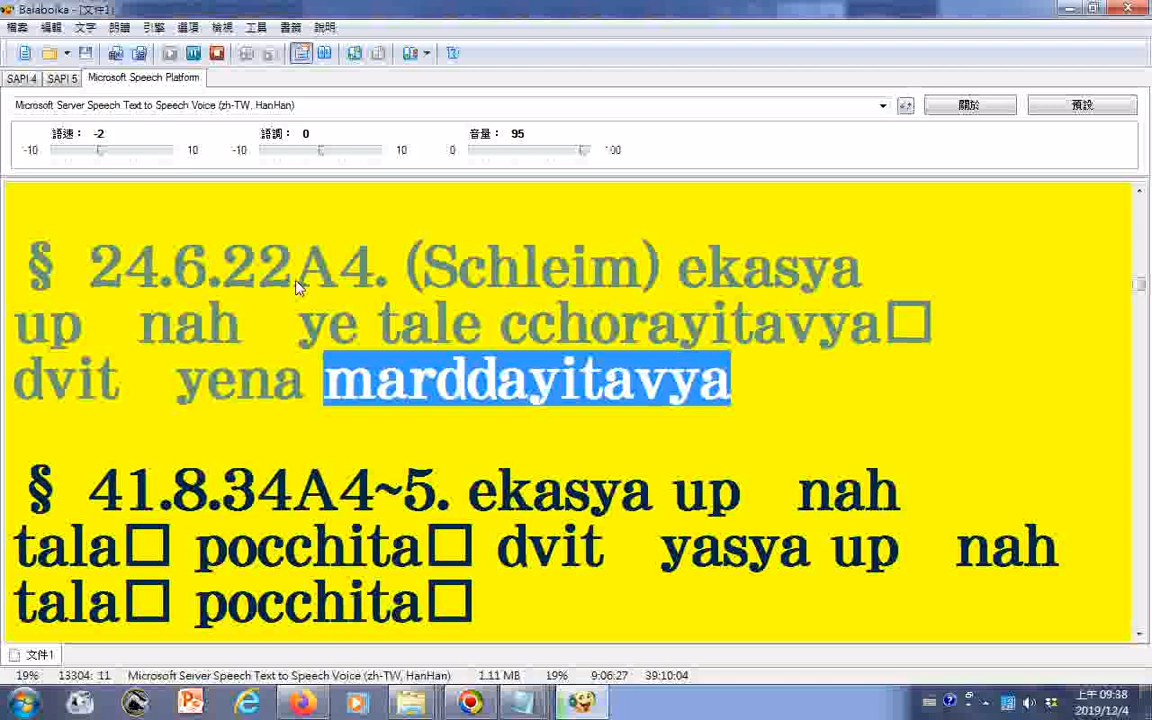 Balabolka - [文件1]
檔案 編輯 文字 朗讀 引擎 選項 檢視 工具 書籤 說明
SAPI 4 SAPI 5 Microsoft Speech Platform
Microsoft Server Speech Text to Speech Voice (zh-TW, HanHan) 關於 預設
語速： -2 語調： 0 音量： 95
-10 10 -10 10 0 100
§ 24.6.22A4. (Schleim) ekasya
up nah ye tale cchorayitavya□
dvit yena marddayitavya
§ 41.8.34A4~5. ekasya up nah
tala□ pocchita□ dvit yasya up nah
tala□ pocchita□
文件1
19% 13304: 11 Microsoft Server Speech Text to Speech Voice (zh-TW, HanHan) 1.11 MB 19% 9:06:27 39:10:04
上午 09:38
2019/12/4